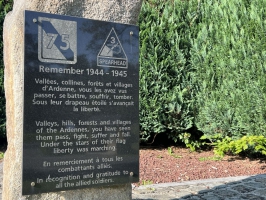 3
SPEARHEAD
Remember 1944 - 1945
Vallées, collines, forêts et villages
d'Ardenne, vous les avez vus
passer, se battre, souffrir, tomber.
Sous leur drapeau étoilé s'avançait
la liberté.
Valleys, hills, forests and villages
of the Ardennes, you have seen
them pass, fight, suffer and fall.
Under the stars of their flag
liberty was marching.
En remerciement à tous les
combattants alliés.
In recognition and gratitude to
all the allied soldiers.